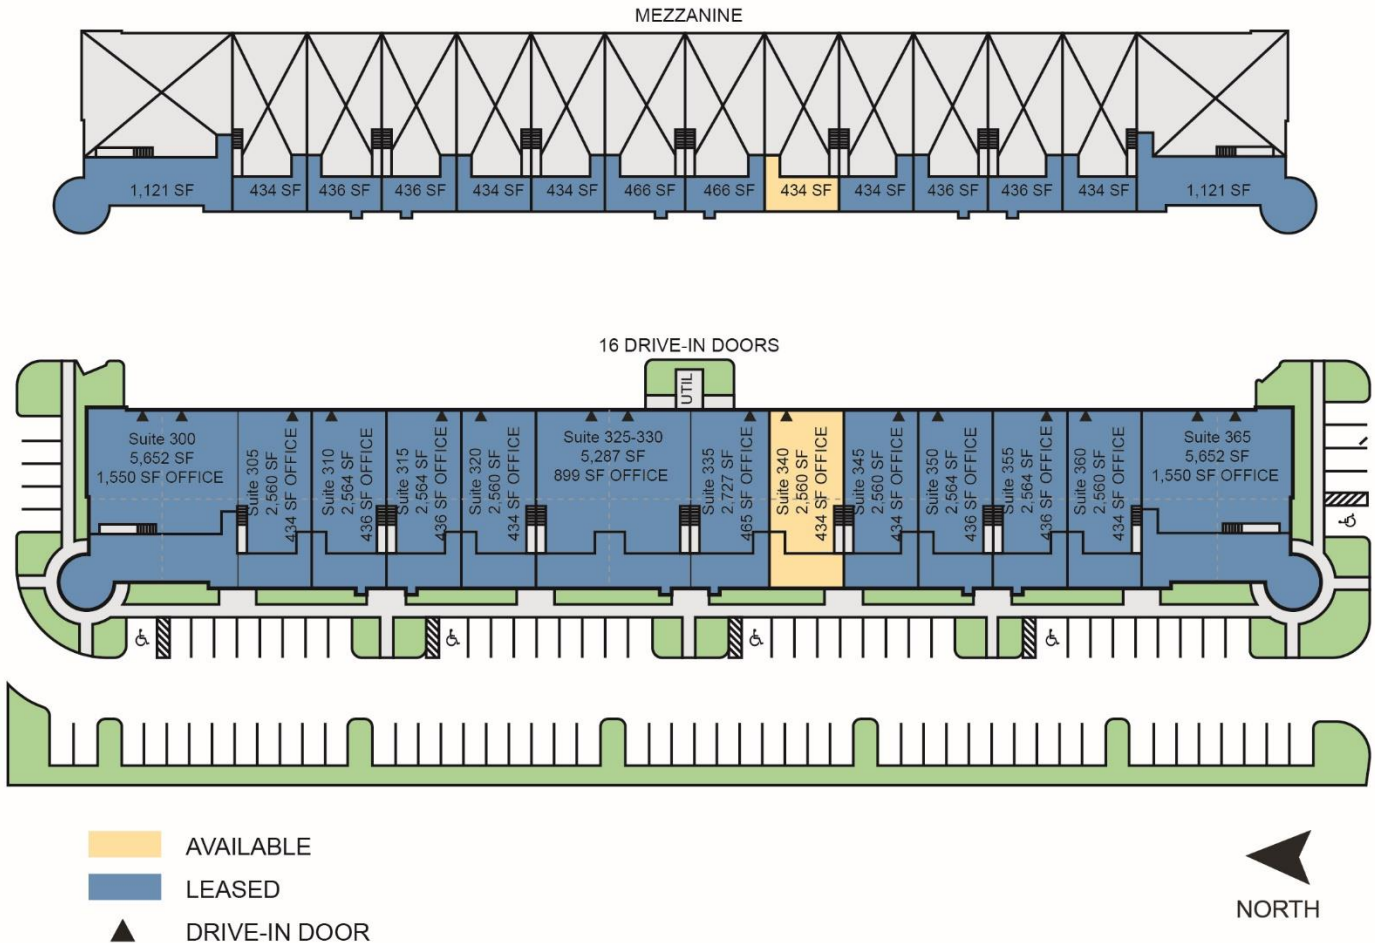 MEZZANINE
1,121 SF
434 SF
436 SF
436 SF
434 SF
434 SF
466 SF
466 SF
434 SF
434 SF
436 SF
436 SF
434 SF
1,121 SF
16 DRIVE-IN DOORS
UTIL
Suite 300
5,652 SF
1,550 SF OFFICE
Suite 305
2,560 SF
434 SF OFFICE
Suite 310
2,564 SF
436 SF OFFICE
Suite 315
2,564 SF
436 SF OFFICE
Suite 320
2,560 SF
434 SF OFFICE
Suite 325-330
5,287 SF
899 SF OFFICE
Suite 335
2,727 SF
465 SF OFFICE
Suite 340
2,560 SF
434 SF OFFICE
Suite 345
2,560 SF
434 SF OFFICE
Suite 350
2,564 SF
436 SF OFFICE
Suite 355
2,564 SF
436 SF OFFICE
Suite 360
2,560 SF
434 SF OFFICE
Suite 365
5,652 SF
1,550 SF OFFICE
AVAILABLE
LEASED
DRIVE-IN DOOR
NORTH